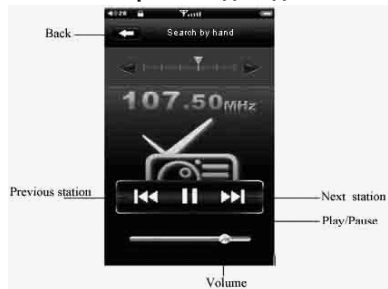 Back
Search by hand
107.50MHz
Previous station
Next station
Play/Pause
Volume